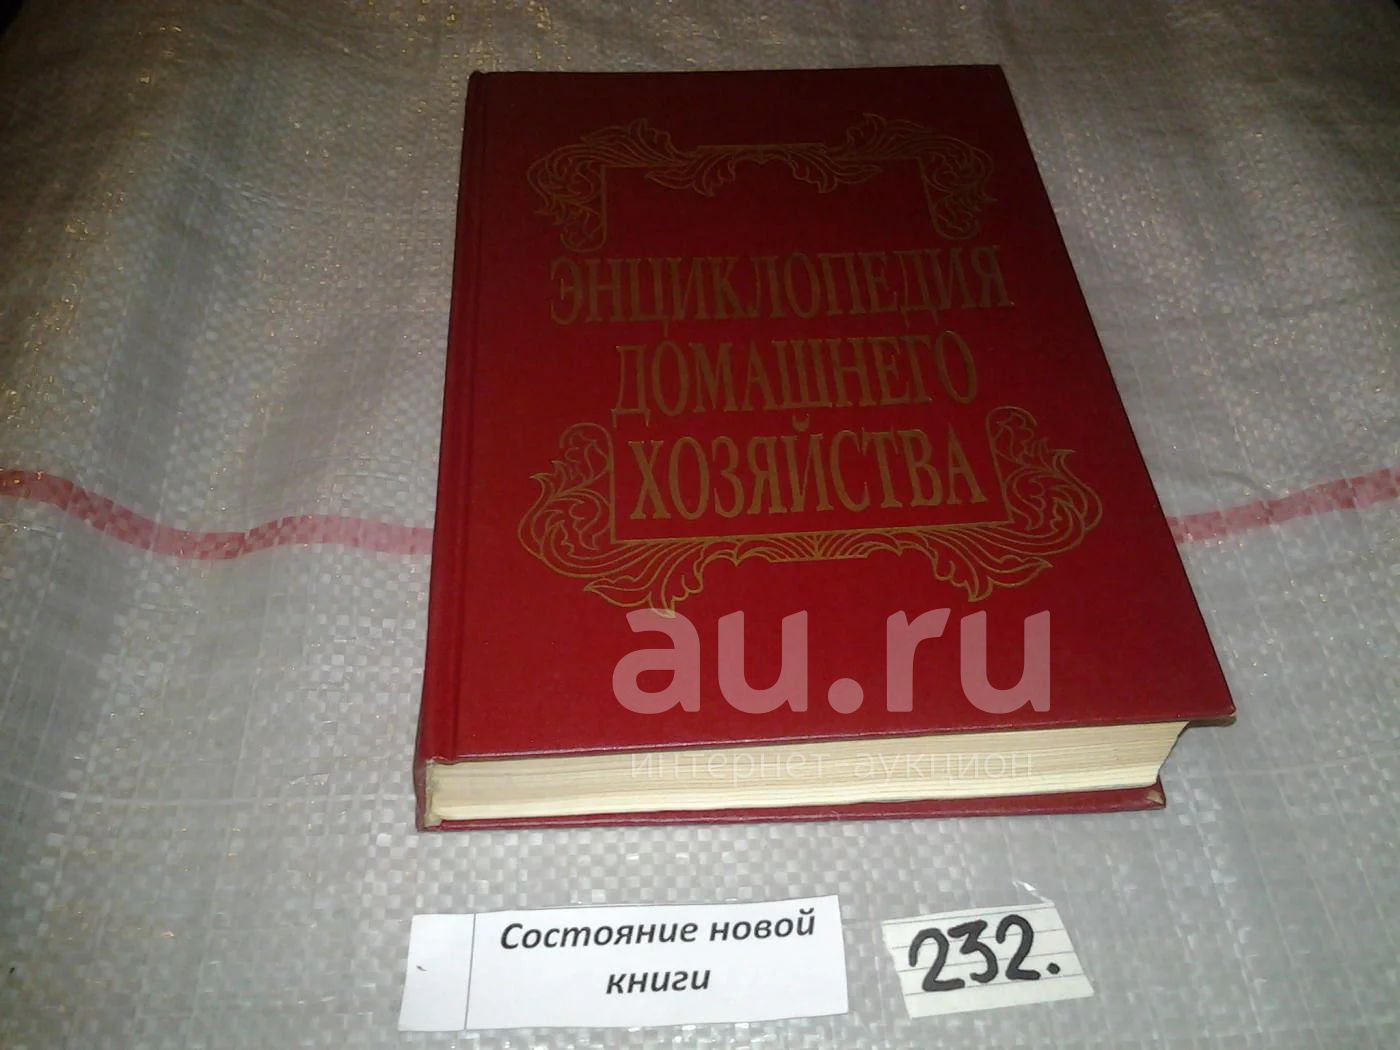 ЭНЦИКЛОПЕДИЯ
ДОМАШНЕГО
ХОЗЯЙСТВА
au.ru
интернет-аукцион
Состояние новой
книги
232.